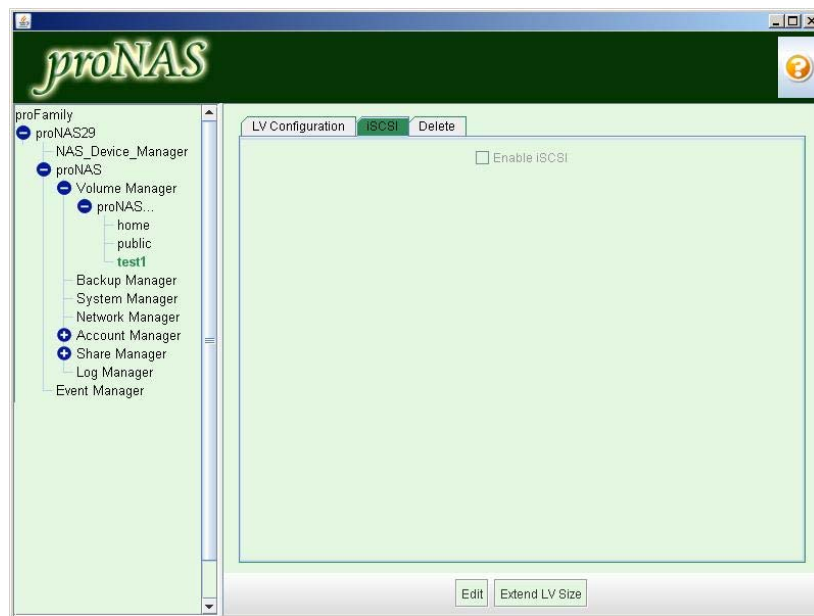 proNAS
proFamily
proNAS29
NAS_Device_Manager
proNAS
Volume Manager
proNAS...
home
public
test1
Backup Manager
System Manager
Network Manager
Account Manager
Share Manager
Log Manager
Event Manager
LV Configuration iSCSI Delete
Enable iSCSI
Edit Extend LV Size